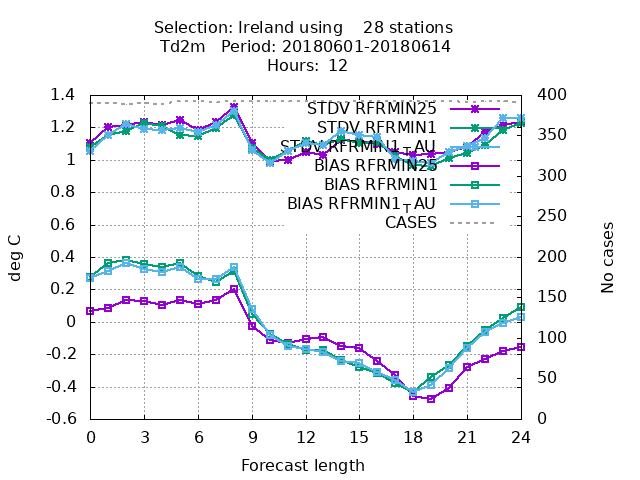 Selection: Ireland using    28 stations
Td2m   Period: 20180601-20180614
Hours:  12
1.4
1.2
1
0.8
0.6
0.4
0.2
0
-0.2
-0.4
-0.6
deg C
STDV RFRMIN25
STDV RFRMIN1
STDV RFRMIN1_TAU
BIAS RFRMIN25
BIAS RFRMIN1
BIAS RFRMIN1_TAU
CASES
400
350
300
250
200
150
100
50
0
No cases
0 3 6 9 12 15 18 21 24
Forecast length